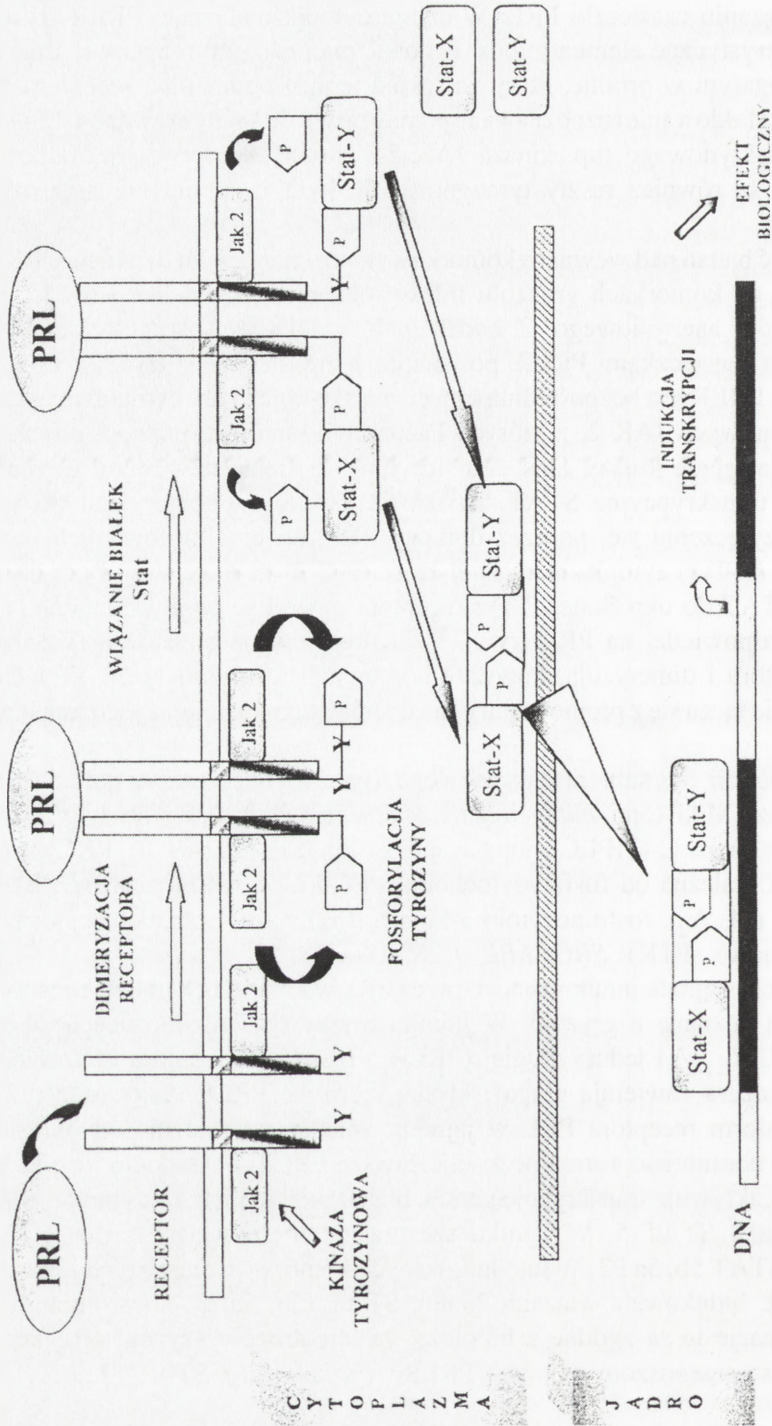 PRL
PRL
PRL
RECEPTOR
DIMERYZACJA
RECEPTORA
WIĄZANIE BIAŁEK
Stat
Jak 2
Jak 2
Jak 2
Jak 2
Jak 2
Jak 2
KINAZA
TYROZYNOWA
Y
Y
P
Y
Y
P
FOSFORYLACJA
TYROZYNY
P
Stat-X
P
P
Y
P
Stat-Y
Stat-X
Stat-Y
CYTOPLAZMA
Stat-X
P
P
Stat-Y
JĄDRO
Stat-X
P
P
Stat-Y
DNA
INDUKCJA
TRANSKRYPCJI
EFEKT
BIOLOGICZNY